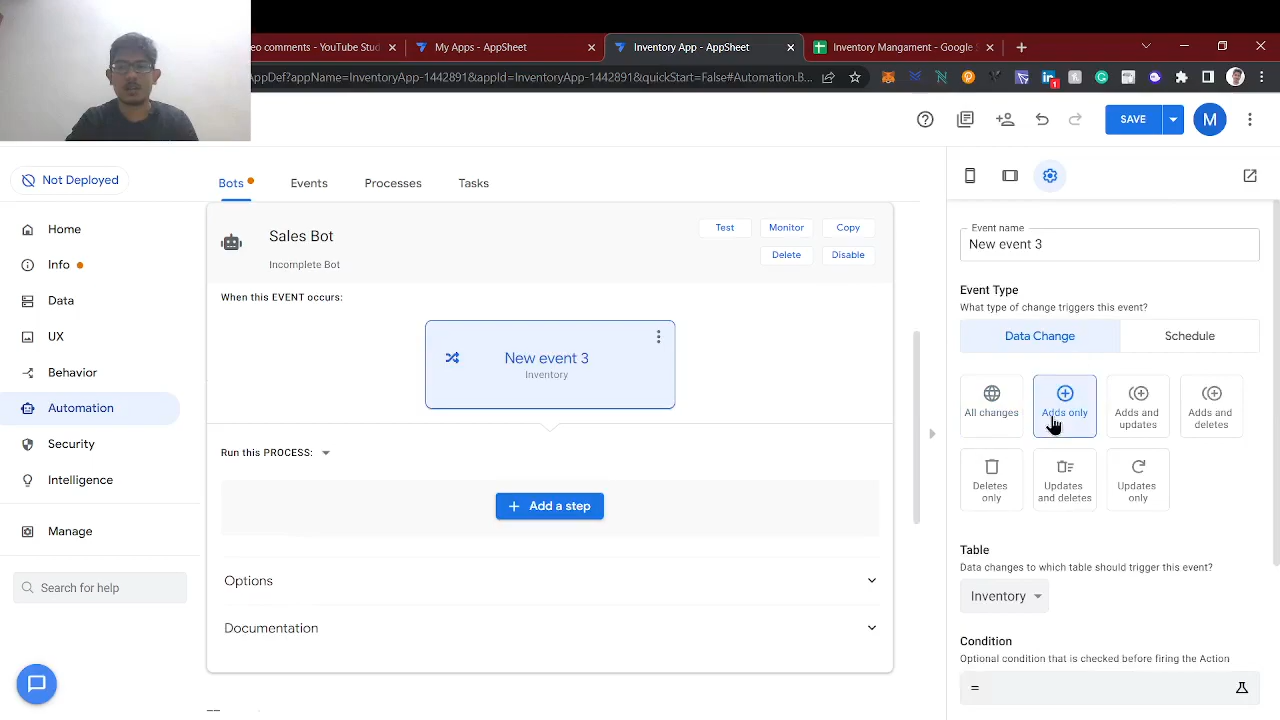 eo comments - YouTube Stud
My Apps - AppSheet
Inventory App - AppSheet
Inventory Mangament - Google
AppDef?appName=InventoryApp-1442891&appId=InventoryApp-1442891&quickStart=False#Automation.B
1
SAVE
M
Not Deployed
Bots
Events
Processes
Tasks
Home
Info
Data
UX
Behavior
Automation
Security
Intelligence
Manage
Search for help
Sales Bot
Incomplete Bot
Test
Monitor
Copy
Delete
Disable
When this EVENT occurs:
New event 3
Inventory
Run this PROCESS:
Add a step
Options
Documentation
Event name
New event 3
Event Type
What type of change triggers this event?
Data Change
Schedule
All changes
Adds only
Adds and
updates
Adds and
deletes
Deletes
only
Updates
and deletes
Updates
only
Table
Data changes to which table should trigger this event?
Inventory
Condition
Optional condition that is checked before firing the Action
=